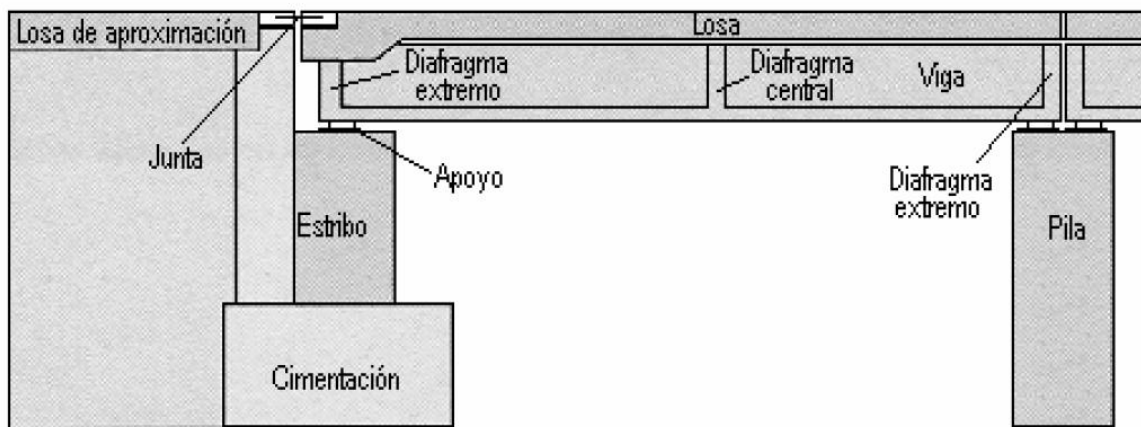 Losa de aproximación
Losa
Diafragma
extremo
Diafragma
central
Viga
Junta
Apoyo
Diafragma
extremo
Estribo
Pila
Cimentación